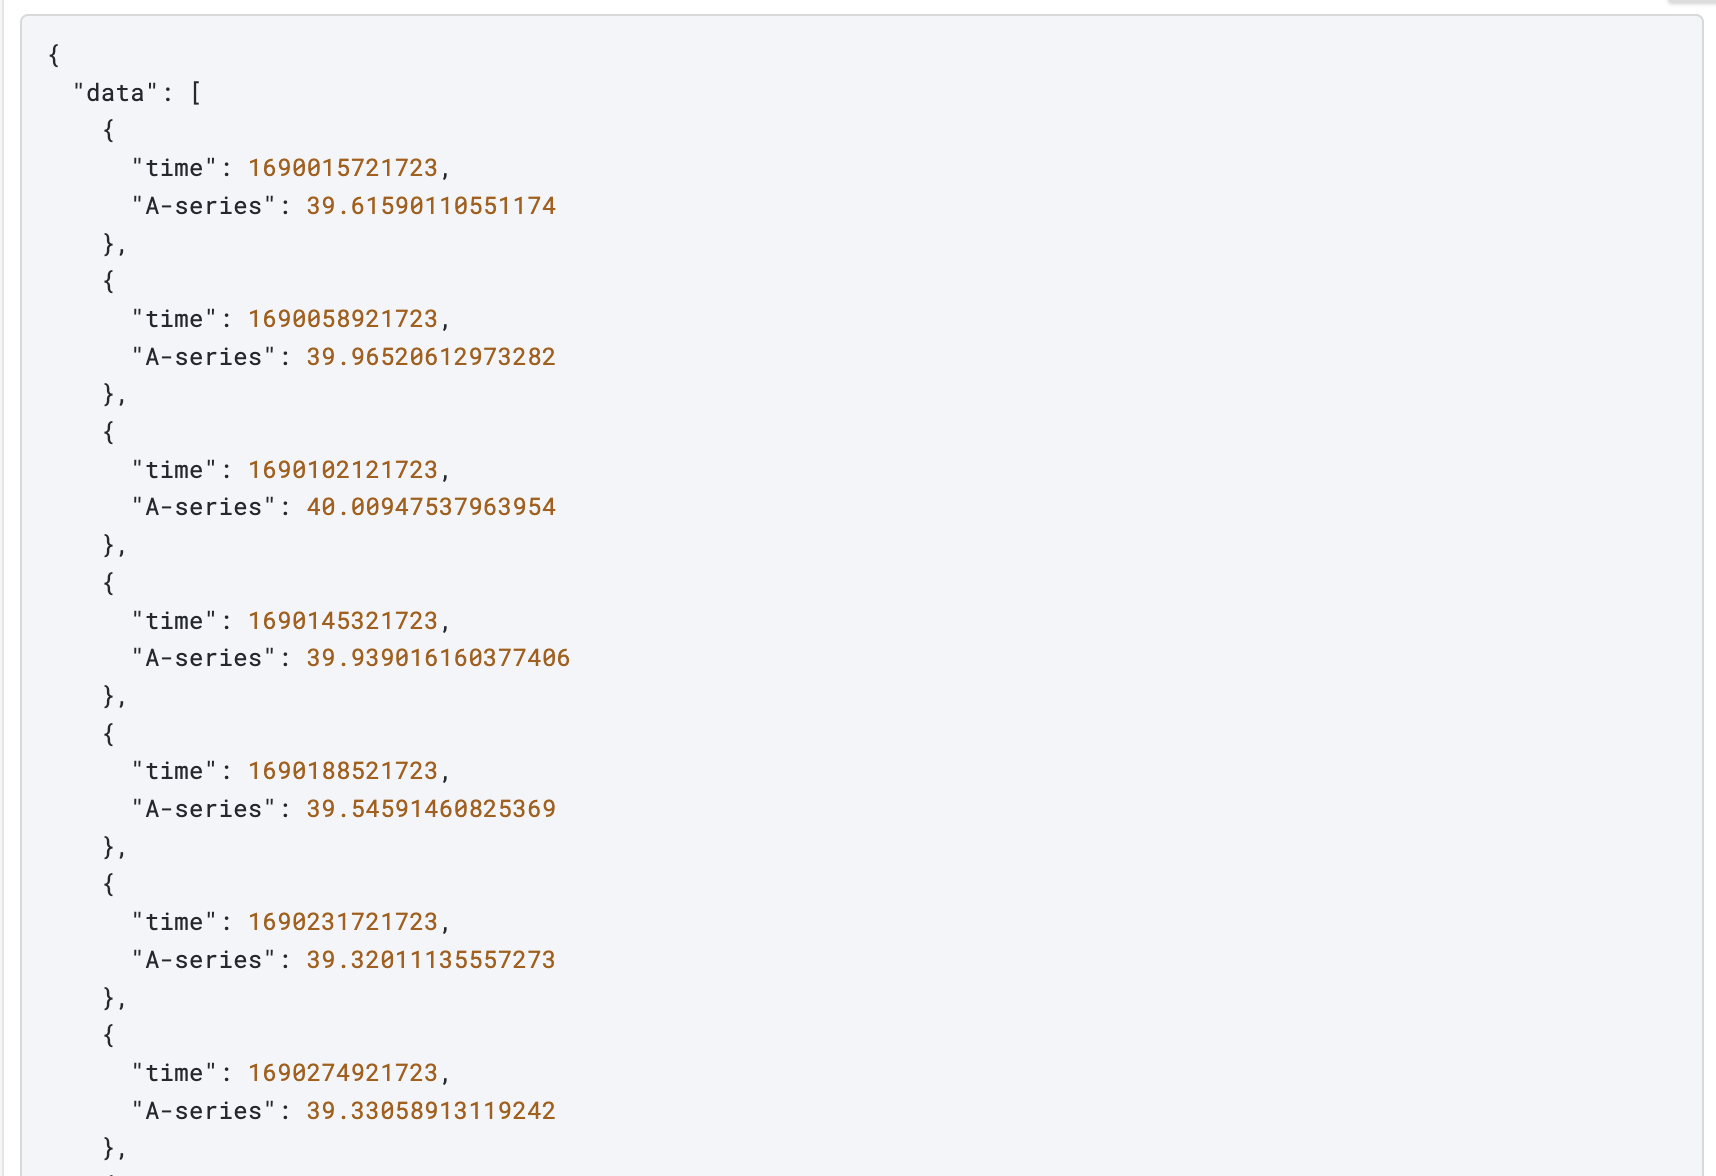 {
"data": [
{
"time": 1690015721723,
"A-series": 39.61590110551174
},
{
"time": 1690058921723,
"A-series": 39.96520612973282
},
{
"time": 1690102121723,
"A-series": 40.00947537963954
},
{
"time": 1690145321723,
"A-series": 39.939016160377406
},
{
"time": 1690188521723,
"A-series": 39.54591460825369
},
{
"time": 1690231721723,
"A-series": 39.32011135557273
},
{
"time": 1690274921723,
"A-series": 39.33058913119242
},